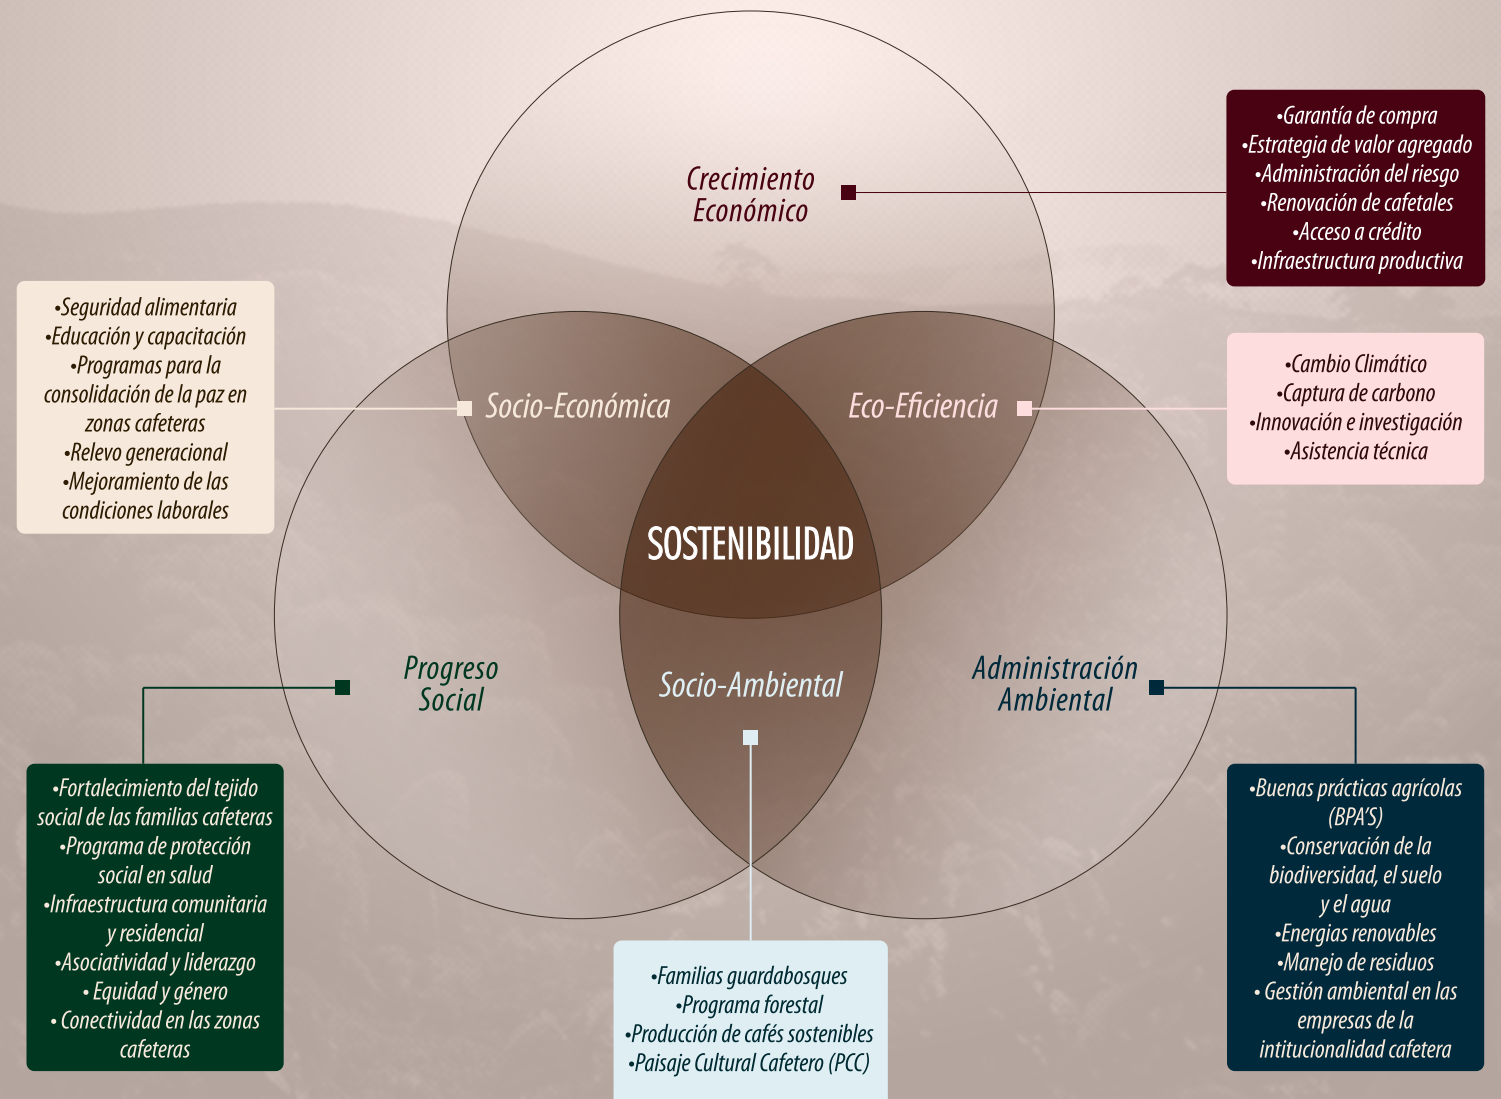 Crecimiento
Económico
•Garantía de compra
•Estrategia de valor agregado
•Administración del riesgo
•Renovación de cafetales
•Acceso a crédito
•Infraestructura productiva
•Seguridad alimentaria
•Educación y capacitación
•Programas para la
consolidación de la paz en
zonas cafeteras
•Relevo generacional
•Mejoramiento de las
condiciones laborales
Socio-Económica
Eco-Eficiencia
•Cambio Climático
•Captura de carbono
•Innovación e investigación
•Asistencia técnica
SOSTENIBILIDAD
Progreso
Social
Socio-Ambiental
Administración
Ambiental
•Fortalecimiento del tejido
social de las familias cafeteras
•Programa de protección
social en salud
•Infraestructura comunitaria
y residencial
•Asociatividad y liderazgo
• Equidad y género
• Conectividad en las zonas
cafeteras
•Familias guardabosques
•Programa forestal
•Producción de cafés sostenibles
•Paisaje Cultural Cafetero (PCC)
•Buenas prácticas agrícolas
(BPA’S)
•Conservación de la
biodiversidad, el suelo
y el agua
•Energias renovables
•Manejo de residuos
• Gestión ambiental en las
empresas de la
intitucionalidad cafetera